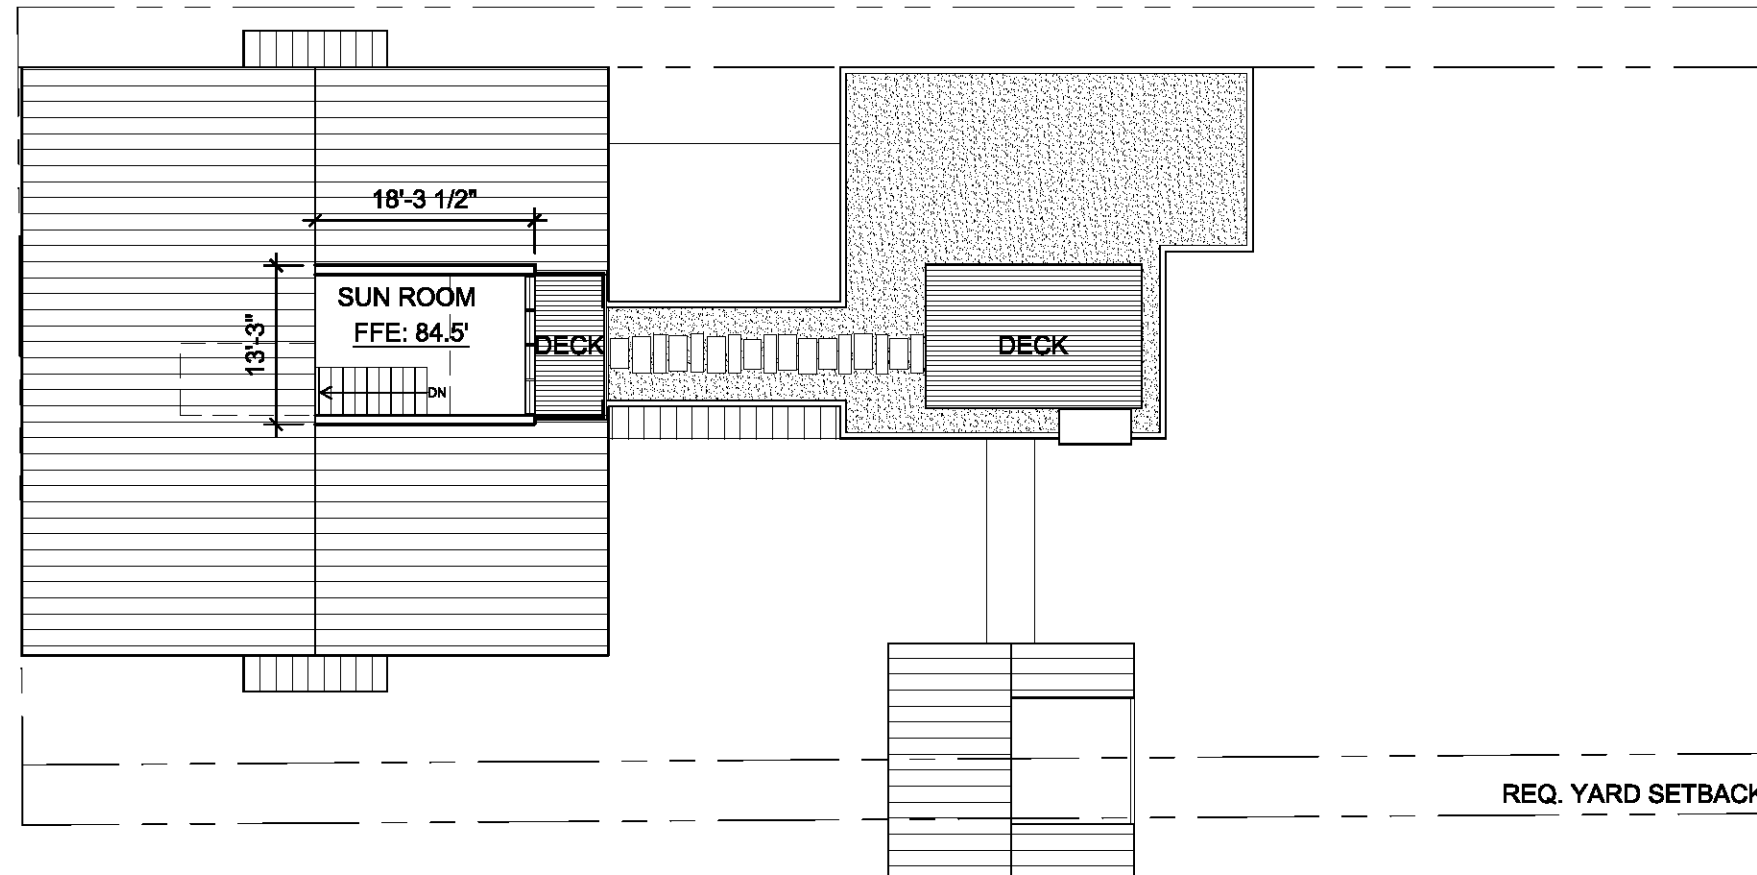 18'-3 1/2"
SUN ROOM
FFE: 84.5'
13'-3"
DECK
DECK
DN
REQ. YARD SETBACK